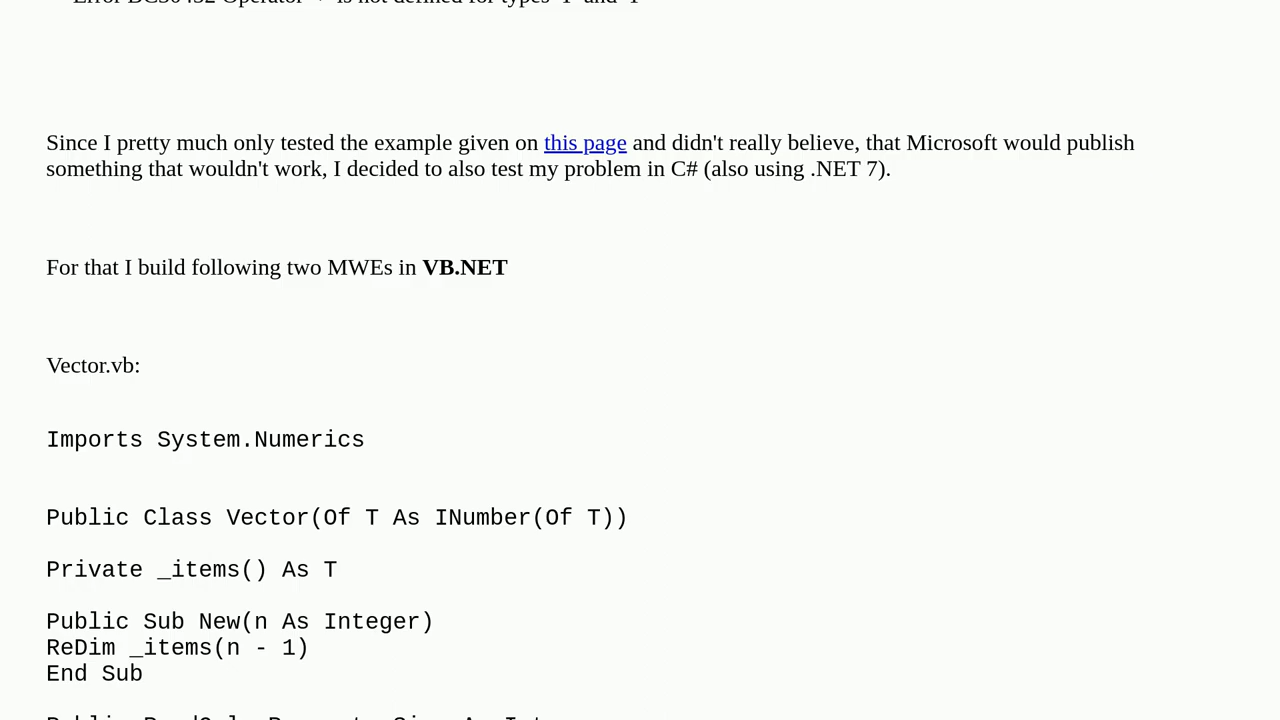 Since I pretty much only tested the example given on this page and didn't really believe, that Microsoft would publish
something that wouldn't work, I decided to also test my problem in C# (also using .NET 7).
For that I build following two MWEs in VB.NET
Vector.vb:
Imports System.Numerics
Public Class Vector(Of T As INumber(Of T))
Private _items() As T
Public Sub New(n As Integer)
ReDim _items(n - 1)
End Sub